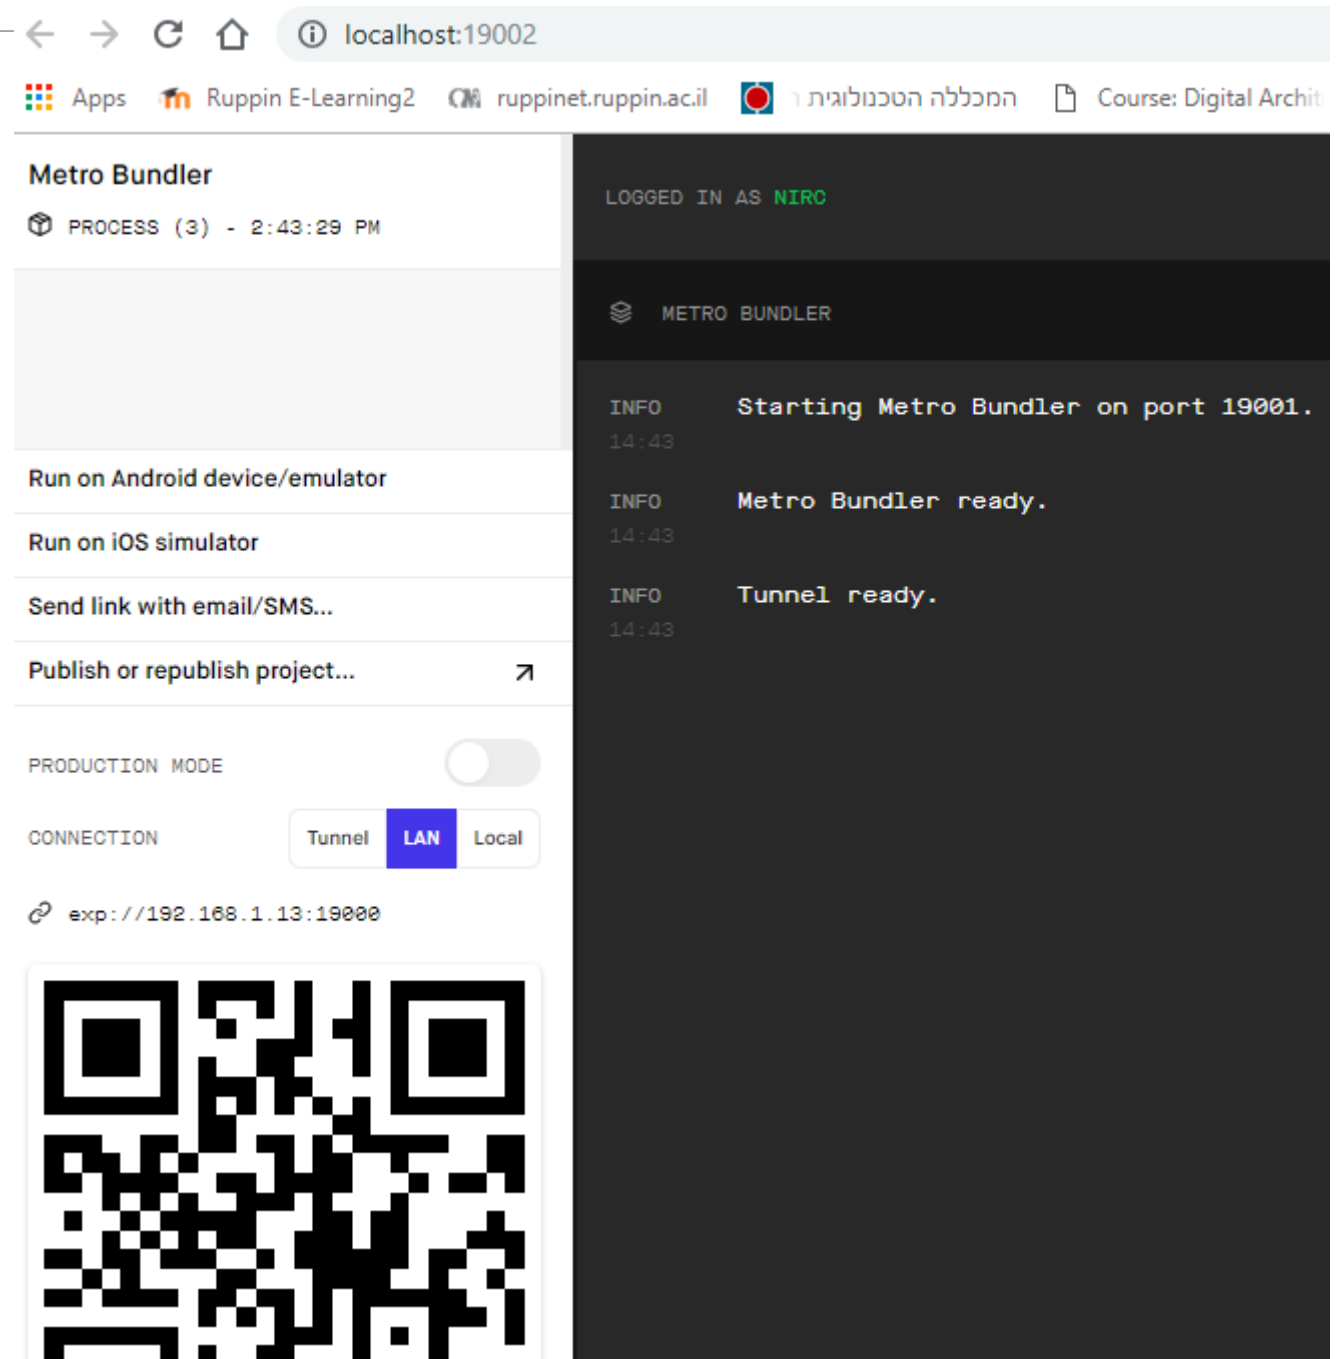 localhost:19002
Apps Ruppin E-Learning2 ruppinet.ruppin.ac.il המכללה הטכנולוגית Course: Digital Archit
Metro Bundler
PROCESS (3) - 2:43:29 PM
Run on Android device/emulator
Run on iOS simulator
Send link with email/SMS...
Publish or republish project...
PRODUCTION MODE
CONNECTION Tunnel LAN Local
exp://192.168.1.13:19000
LOGGED IN AS NIRC
METRO BUNDLER
INFO Starting Metro Bundler on port 19001.
14:43
INFO Metro Bundler ready.
14:43
INFO Tunnel ready.
14:43